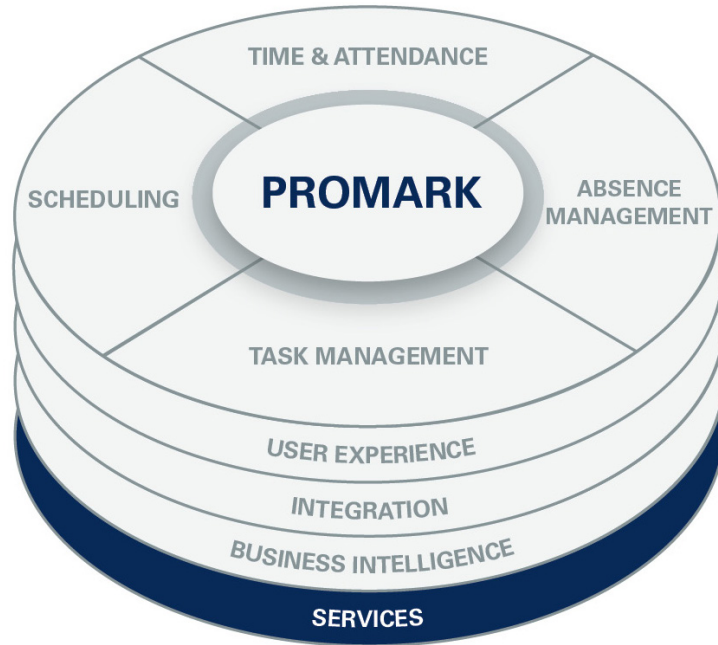 TIME & ATTENDANCE
SCHEDULING
PROMARK
ABSENCE
MANAGEMENT
TASK MANAGEMENT
USER EXPERIENCE
INTEGRATION
BUSINESS INTELLIGENCE
SERVICES